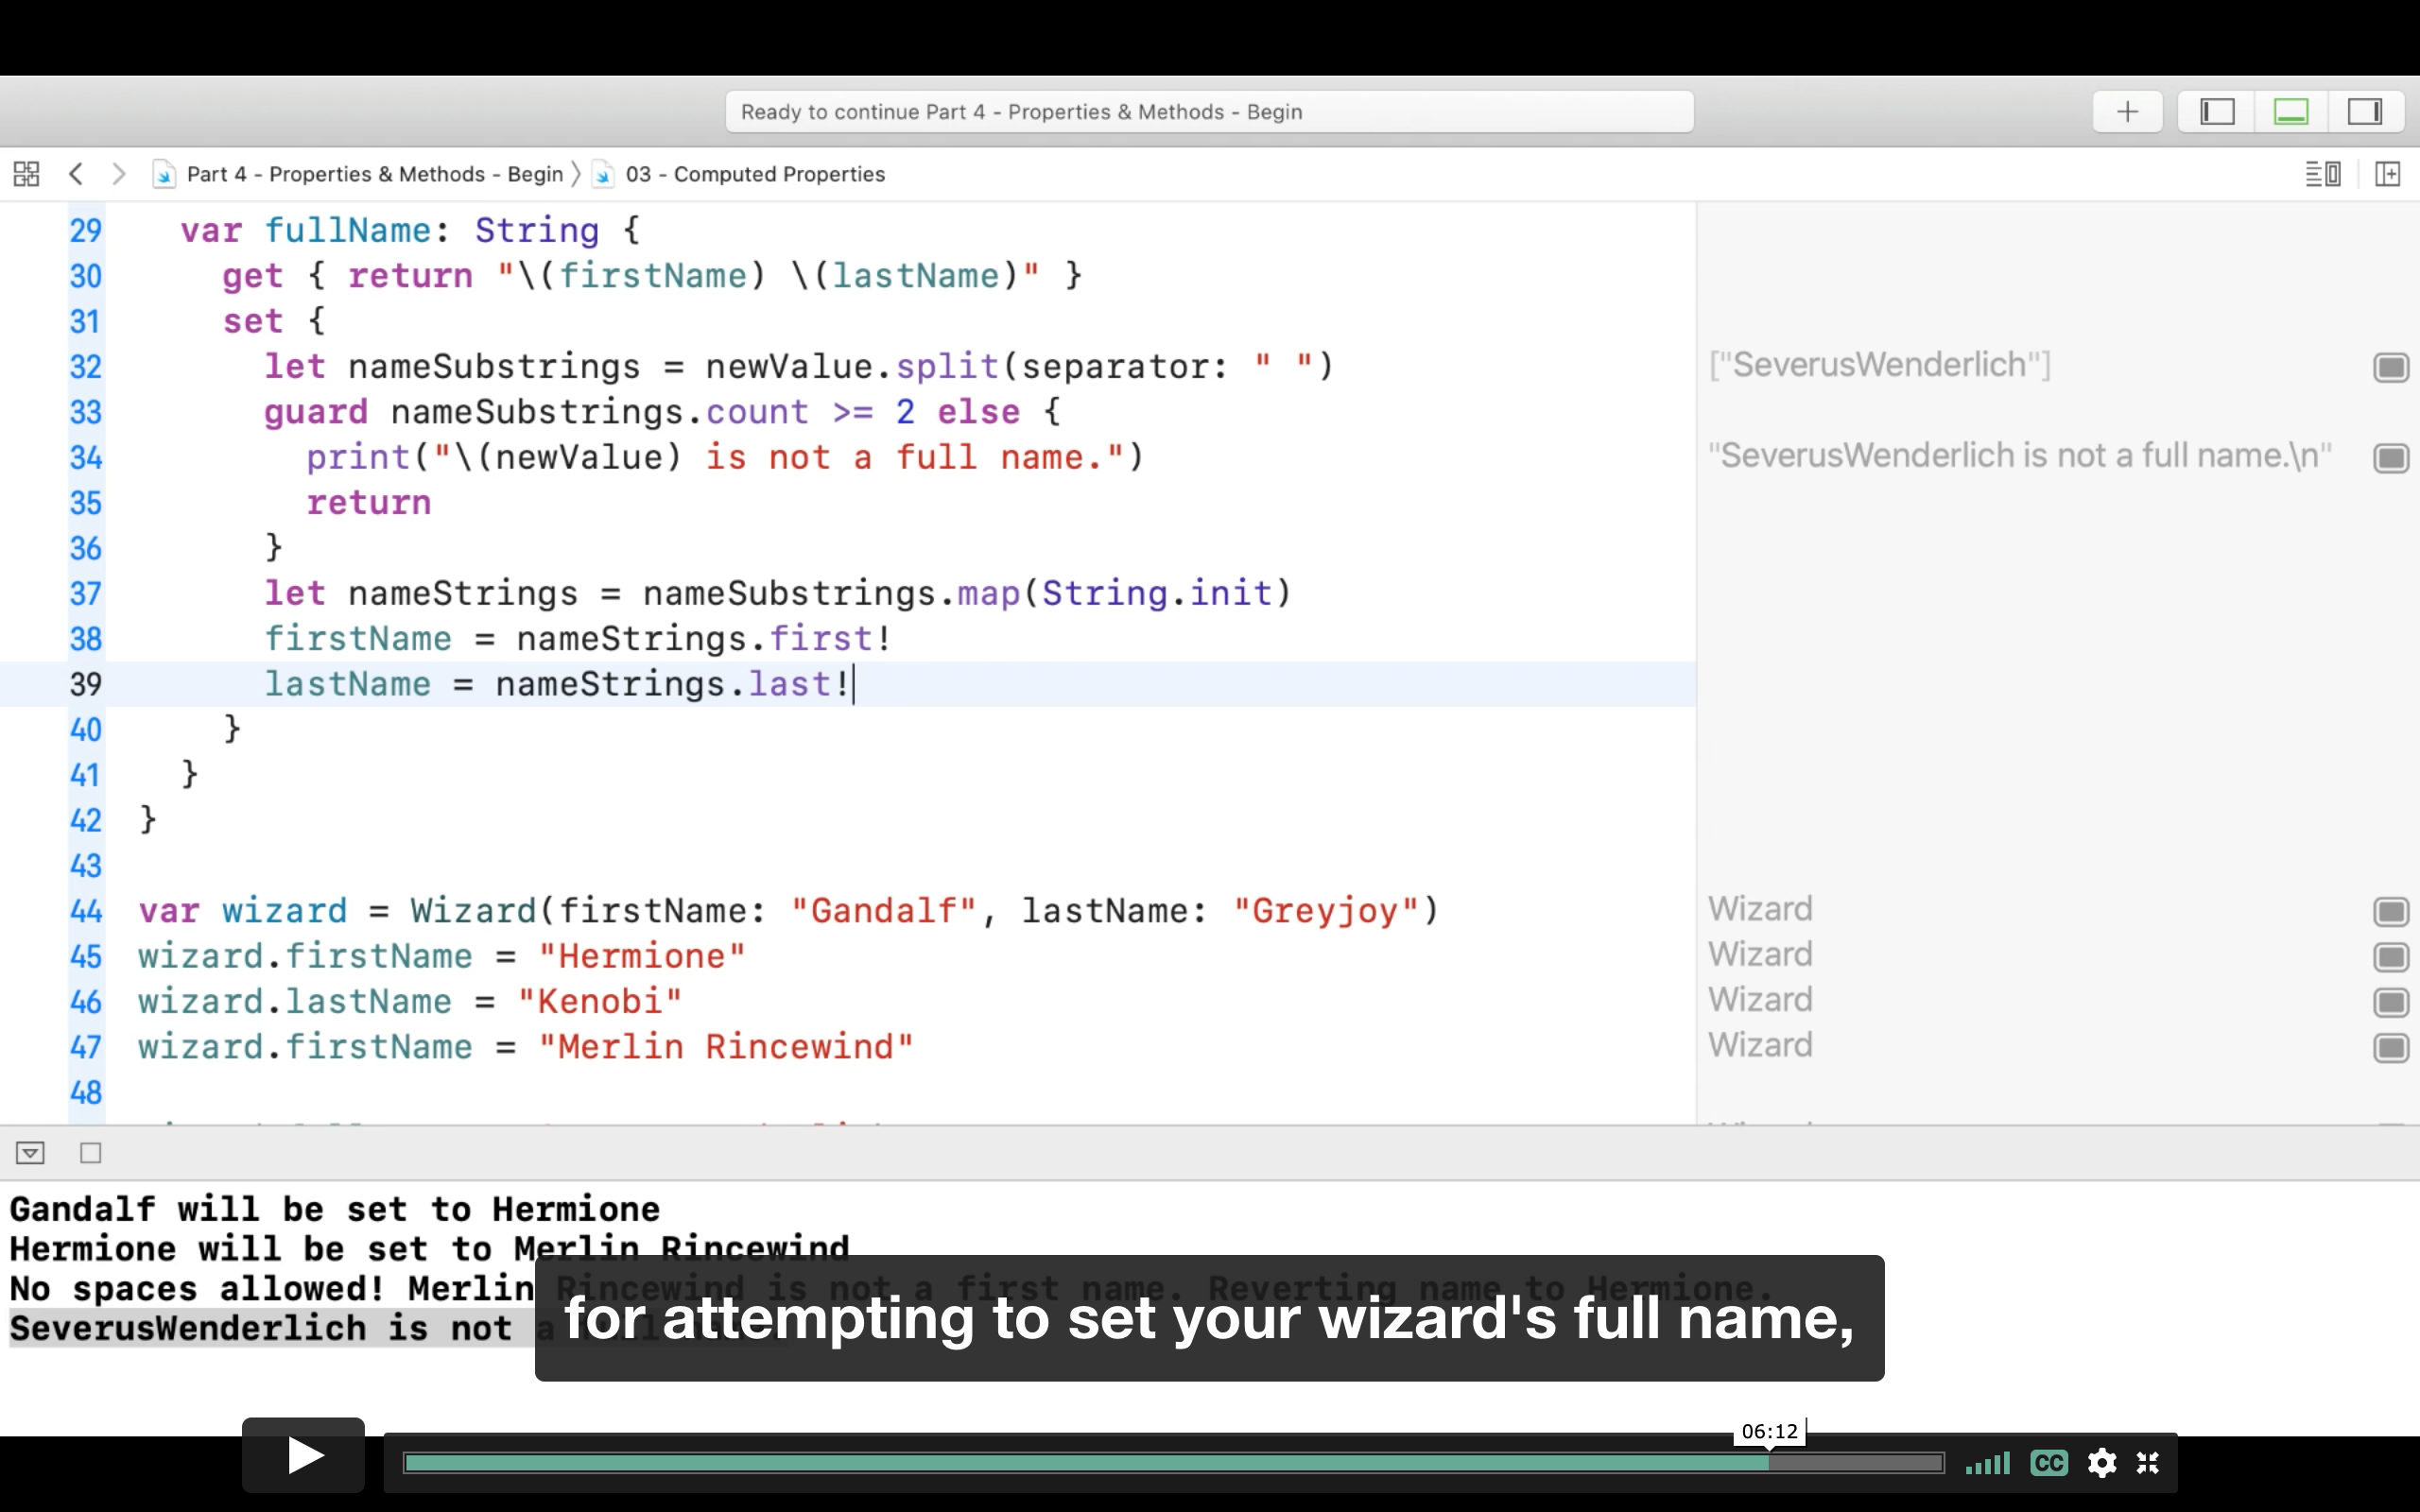 Ready to continue Part 4 - Properties & Methods - Begin
Part 4 - Properties & Methods - Begin 〉 03 - Computed Properties
29 var fullName: String {
30 get { return "\(firstName) \(lastName)" }
31 set {
32 let nameSubstrings = newValue.split(separator: " ") ["SeverusWenderlich"]
33 guard nameSubstrings.count >= 2 else {
34 print("\(newValue) is not a full name.") "SeverusWenderlich is not a full name.\n"
35 return
36 }
37 let nameStrings = nameSubstrings.map(String.init)
38 firstName = nameStrings.first!
39 lastName = nameStrings.last!
40 }
41 }
42 }
43
44 var wizard = Wizard(firstName: "Gandalf", lastName: "Greyjoy") Wizard
45 wizard.firstName = "Hermione" Wizard
46 wizard.lastName = "Kenobi" Wizard
47 wizard.firstName = "Merlin Rincewind" Wizard
48
Gandalf will be set to Hermione
Hermione will be set to Merlin Rincewind
No spaces allowed! Merlin Rincewind is not a first name. Reverting name to Hermione.
SeverusWenderlich is not a
for attempting to set your wizard's full name,
06:12
CC